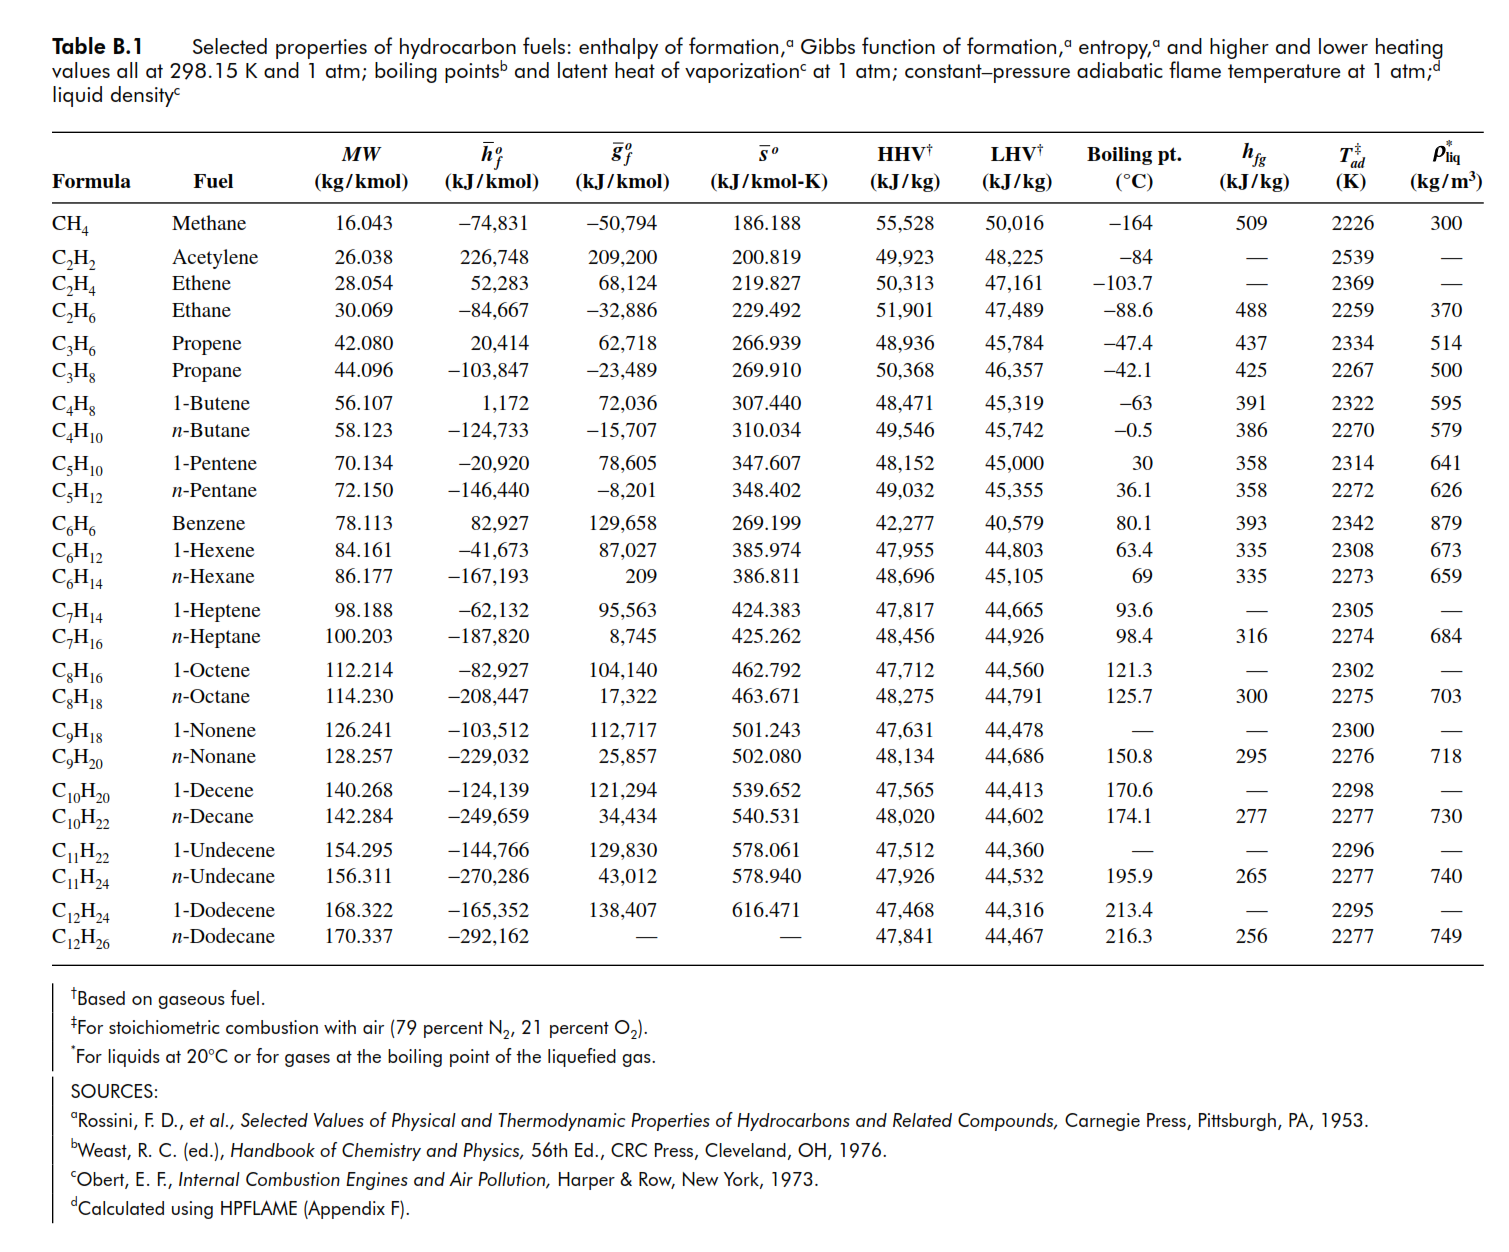 Table B.1 Selected properties of hydrocarbon fuels: enthalpy of formation,ᵃ Gibbs function of formation,ᵃ entropy,ᵃ and higher and lower heating
values all at 298.15 K and 1 atm; boiling pointsᵇ and latent heat of vaporizationᶜ at 1 atm; constant–pressure adiabatic flame temperature at 1 atm;ᵈ
liquid densityᶜ
MW h̄°f ḡ°f s̄° HHV† LHV† Boiling pt. hfg T‡ad ρ*liq
Formula Fuel (kg/kmol) (kJ/kmol) (kJ/kmol) (kJ/kmol-K) (kJ/kg) (kJ/kg) (°C) (kJ/kg) (K) (kg/m³)
CH₄ Methane 16.043 –74,831 –50,794 186.188 55,528 50,016 –164 509 2226 300
C₂H₂ Acetylene 26.038 226,748 209,200 200.819 49,923 48,225 –84 — 2539 —
C₂H₄ Ethene 28.054 52,283 68,124 219.827 50,313 47,161 –103.7 — 2369 —
C₂H₆ Ethane 30.069 –84,667 –32,886 229.492 51,901 47,489 –88.6 488 2259 370
C₃H₆ Propene 42.080 20,414 62,718 266.939 48,936 45,784 –47.4 437 2334 514
C₃H₈ Propane 44.096 –103,847 –23,489 269.910 50,368 46,357 –42.1 425 2267 500
C₄H₈ 1-Butene 56.107 1,172 72,036 307.440 48,471 45,319 –63 391 2322 595
C₄H₁₀ n-Butane 58.123 –124,733 –15,707 310.034 49,546 45,742 –0.5 386 2270 579
C₅H₁₀ 1-Pentene 70.134 –20,920 78,605 347.607 48,152 45,000 30 358 2314 641
C₅H₁₂ n-Pentane 72.150 –146,440 –8,201 348.402 49,032 45,355 36.1 358 2272 626
C₆H₆ Benzene 78.113 82,927 129,658 269.199 42,277 40,579 80.1 393 2342 879
C₆H₁₂ 1-Hexene 84.161 –41,673 87,027 385.974 47,955 44,803 63.4 335 2308 673
C₆H₁₄ n-Hexane 86.177 –167,193 209 386.811 48,696 45,105 69 335 2273 659
C₇H₁₄ 1-Heptene 98.188 –62,132 95,563 424.383 47,817 44,665 93.6 — 2305 —
C₇H₁₆ n-Heptane 100.203 –187,820 8,745 425.262 48,456 44,926 98.4 316 2274 684
C₈H₁₆ 1-Octene 112.214 –82,927 104,140 462.792 47,712 44,560 121.3 — 2302 —
C₈H₁₈ n-Octane 114.230 –208,447 17,322 463.671 48,275 44,791 125.7 300 2275 703
C₉H₁₈ 1-Nonene 126.241 –103,512 112,717 501.243 47,631 44,478 — — 2300 —
C₉H₂₀ n-Nonane 128.257 –229,032 25,857 502.080 48,134 44,686 150.8 295 2276 718
C₁₀H₂₀ 1-Decene 140.268 –124,139 121,294 539.652 47,565 44,413 170.6 — 2298 —
C₁₀H₂₂ n-Decane 142.284 –249,659 34,434 540.531 48,020 44,602 174.1 277 2277 730
C₁₁H₂₂ 1-Undecene 154.295 –144,766 129,830 578.061 47,512 44,360 — — 2296 —
C₁₁H₂₄ n-Undecane 156.311 –270,286 43,012 578.940 47,926 44,532 195.9 265 2277 740
C₁₂H₂₄ 1-Dodecene 168.322 –165,352 138,407 616.471 47,468 44,316 213.4 — 2295 —
C₁₂H₂₆ n-Dodecane 170.337 –292,162 — — 47,841 44,467 216.3 256 2277 749
†Based on gaseous fuel.
‡For stoichiometric combustion with air (79 percent N₂, 21 percent O₂).
*For liquids at 20°C or for gases at the boiling point of the liquefied gas.
SOURCES:
ᵃRossini, F. D., et al., Selected Values of Physical and Thermodynamic Properties of Hydrocarbons and Related Compounds, Carnegie Press, Pittsburgh, PA, 1953.
ᵇWeast, R. C. (ed.), Handbook of Chemistry and Physics, 56th Ed., CRC Press, Cleveland, OH, 1976.
ᶜObert, E. F., Internal Combustion Engines and Air Pollution, Harper & Row, New York, 1973.
ᵈCalculated using HPFLAME (Appendix F).